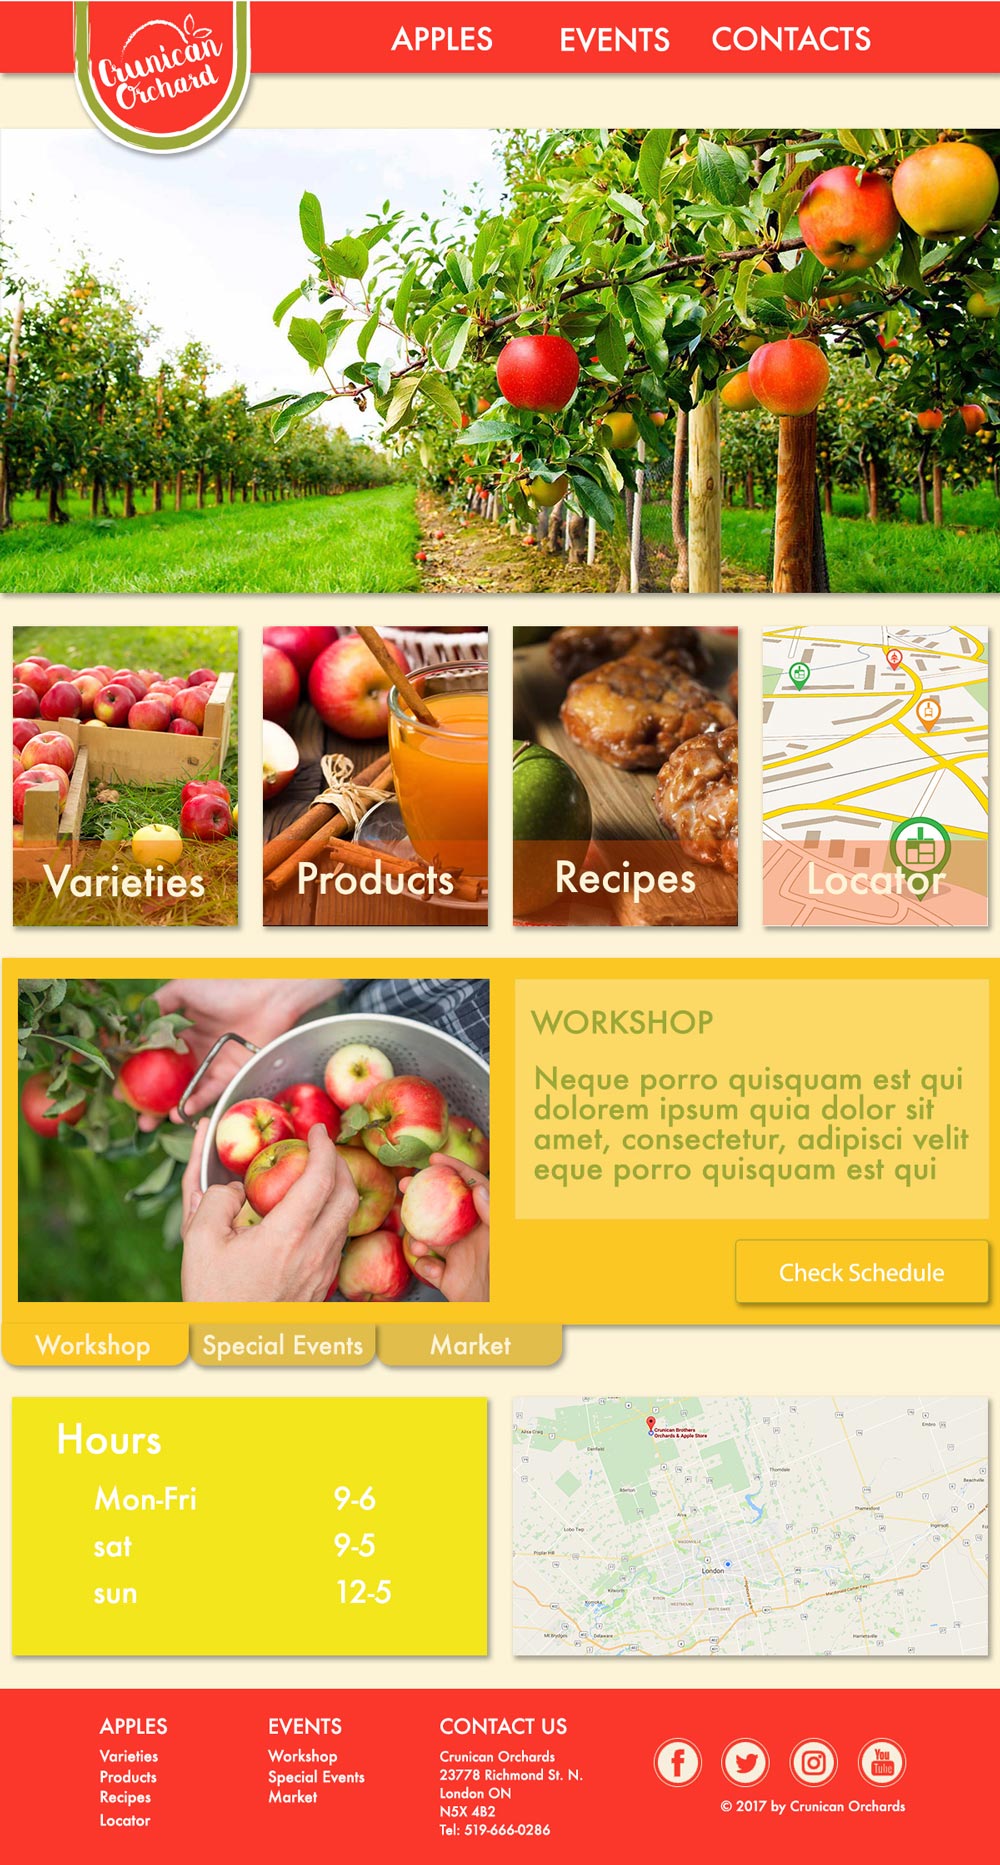 Crunican
Orchard
APPLES EVENTS CONTACTS
Varieties
Products
Recipes
Locator
WORKSHOP
Neque porro quisquam est qui
dolorem ipsum quia dolor sit
amet, consectetur, adipisci velit
eque porro quisquam est qui
Check Schedule
Workshop Special Events Market
Hours
Mon-Fri 9-6
sat 9-5
sun 12-5
Crunican Brothers
Orchards & Apple Store
London
APPLES
Varieties
Products
Recipes
Locator
EVENTS
Workshop
Special Events
Market
CONTACT US
Crunican Orchards
23778 Richmond St. N.
London ON
N5X 4B2
Tel: 519-666-0286
You
Tube
© 2017 by Crunican Orchards